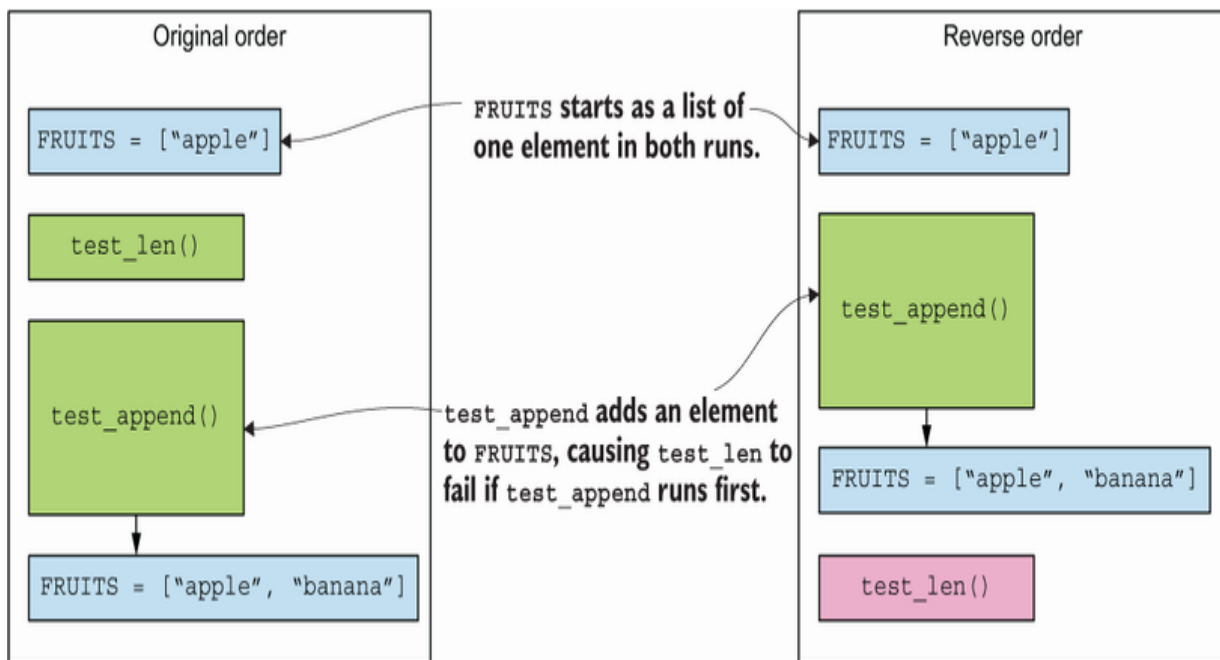 Original order
FRUITS = [“apple”]
test_len()
test_append()
FRUITS = [“apple”, “banana”]
FRUITS starts as a list of
one element in both runs.
test_append adds an element
to FRUITS, causing test_len to
fail if test_append runs first.
Reverse order
FRUITS = [“apple”]
test_append()
FRUITS = [“apple”, “banana”]
test_len()